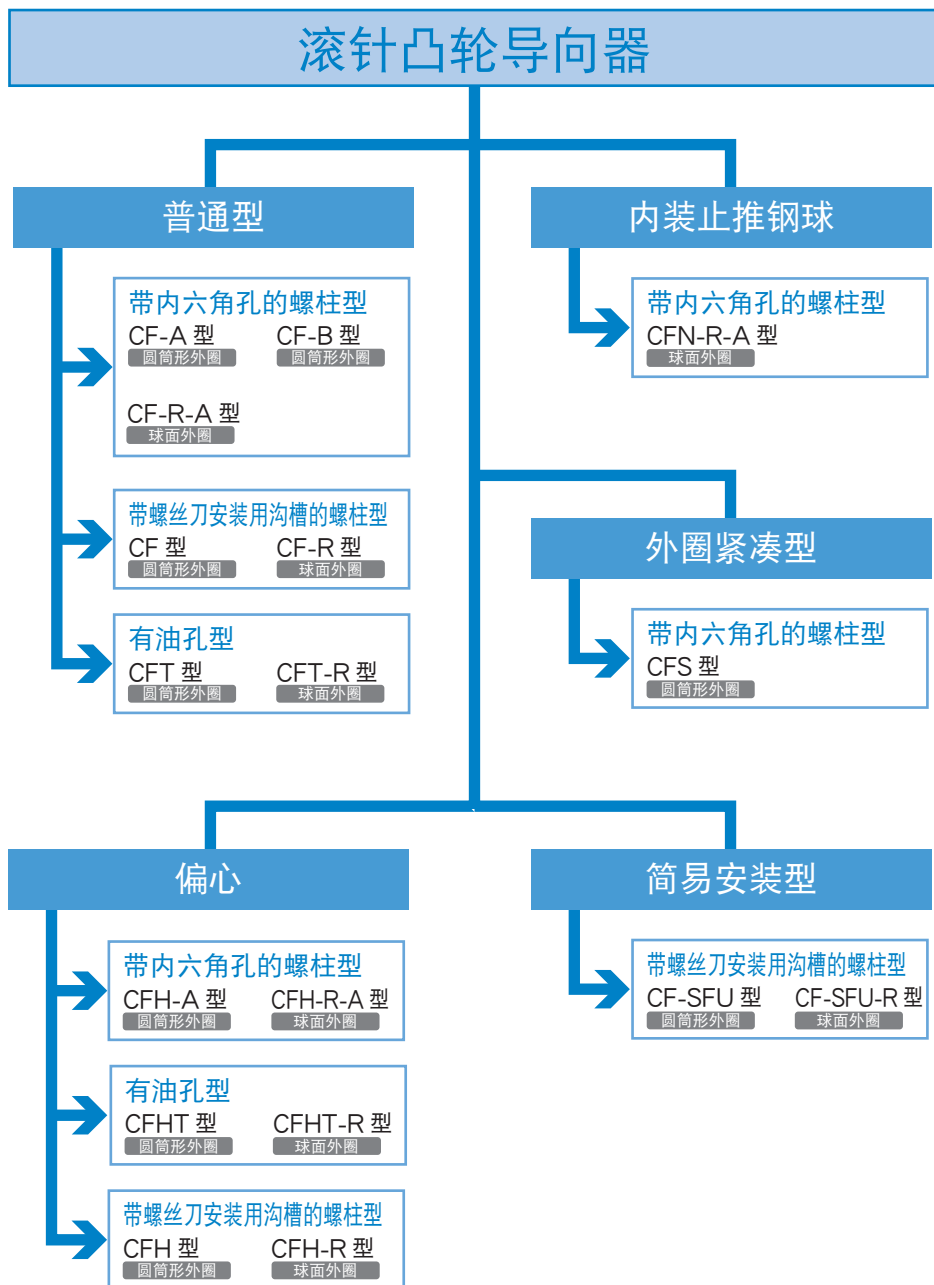 滚针凸轮导向器
普通型
带内六角孔的螺柱型
CF-A 型 CF-B 型
圆筒形外圈 圆筒形外圈
CF-R-A 型
球面外圈
带螺丝刀安装用沟槽的螺柱型
CF 型 CF-R 型
圆筒形外圈 球面外圈
有油孔型
CFT 型 CFT-R 型
圆筒形外圈 球面外圈
内装止推钢球
带内六角孔的螺柱型
CFN-R-A 型
球面外圈
外圈紧凑型
带内六角孔的螺柱型
CFS 型
圆筒形外圈
偏心
带内六角孔的螺柱型
CFH-A 型 CFH-R-A 型
圆筒形外圈 球面外圈
有油孔型
CFHT 型 CFHT-R 型
圆筒形外圈 球面外圈
带螺丝刀安装用沟槽的螺柱型
CFH 型 CFH-R 型
圆筒形外圈 球面外圈
简易安装型
带螺丝刀安装用沟槽的螺柱型
CF-SFU 型 CF-SFU-R 型
圆筒形外圈 球面外圈